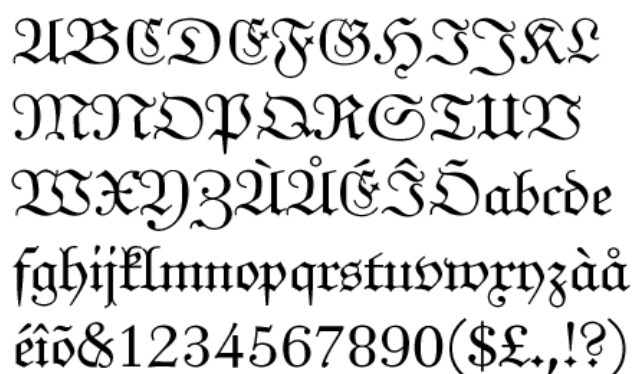 ABCDEFGHIJKL
MNOPQRSTUV
WXYZÀÅÉÎÕabcde
fghijklmnopqrstuvwxyzàå
éîõ&1234567890($£.,!?)